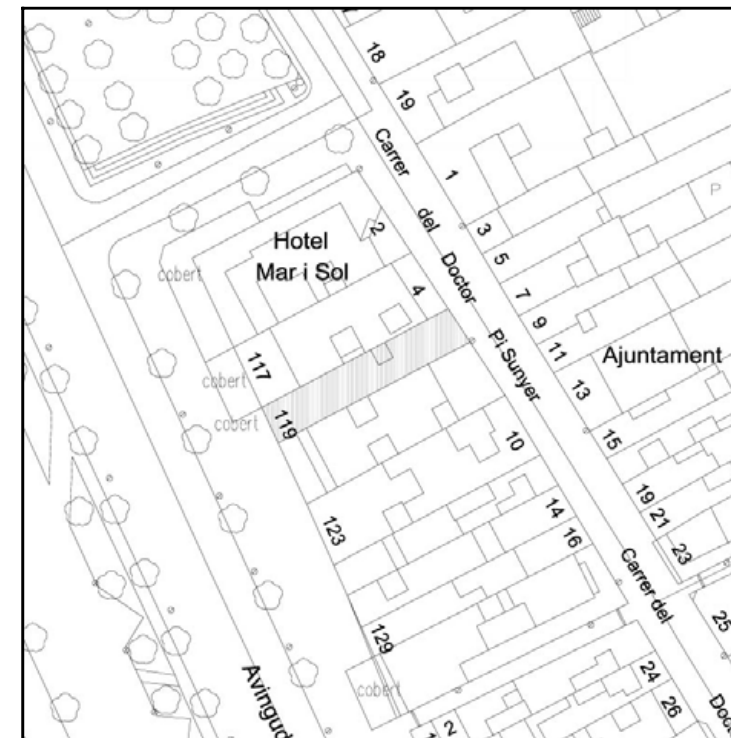 18
19
Carrer
del
Doctor
Pi Sunyer
1
3
5
7
9
11
13
15
19
21
23
25
P
Hotel
Mar i Sol
2
4
cobert
117
cobert
119
cobert
Ajuntament
10
14
16
123
129
cobert
Avingud
Carrer del
Doc
24
26
2
1